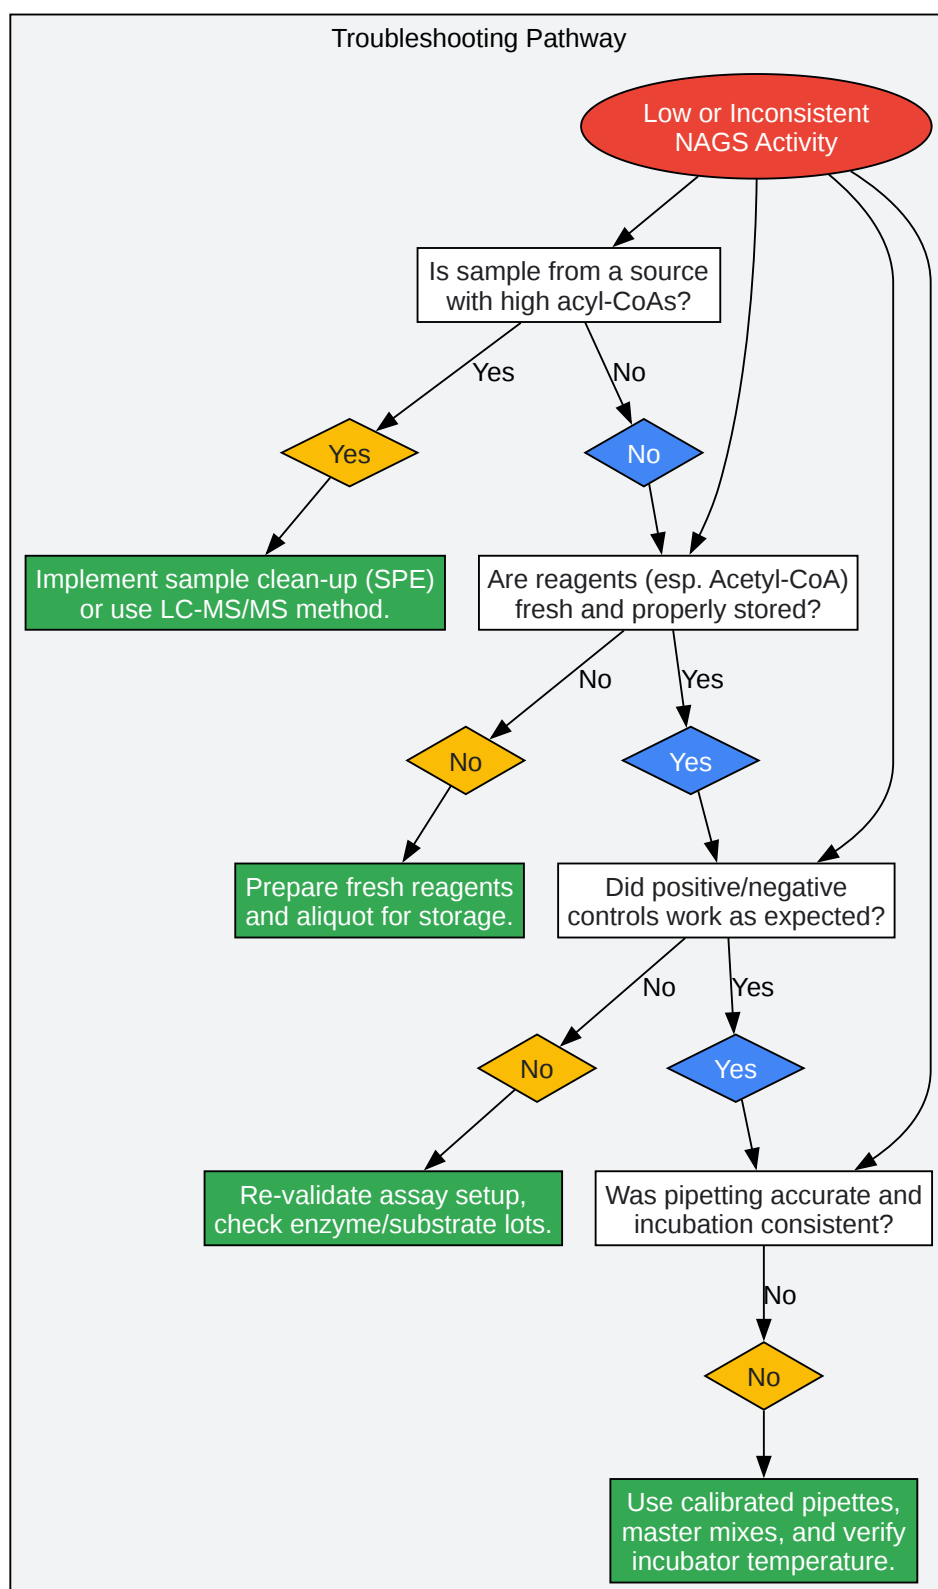 Troubleshooting Pathway
Low or Inconsistent
NAGS Activity
Is sample from a source
with high acyl-CoAs?
Yes
No
Yes
No
Implement sample clean-up (SPE)
or use LC-MS/MS method.
Are reagents (esp. Acetyl-CoA)
fresh and properly stored?
No
Yes
No
Yes
Prepare fresh reagents
and aliquot for storage.
Did positive/negative
controls work as expected?
No
Yes
No
Yes
Re-validate assay setup,
check enzyme/substrate lots.
Was pipetting accurate and
incubation consistent?
No
No
Use calibrated pipettes,
master mixes, and verify
incubator temperature.